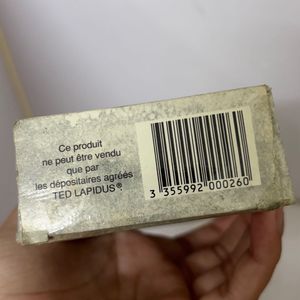 Ce produit
ne peut être vendu
que par
les dépositaires agréés
TED LAPIDUS®
3 355992 000260